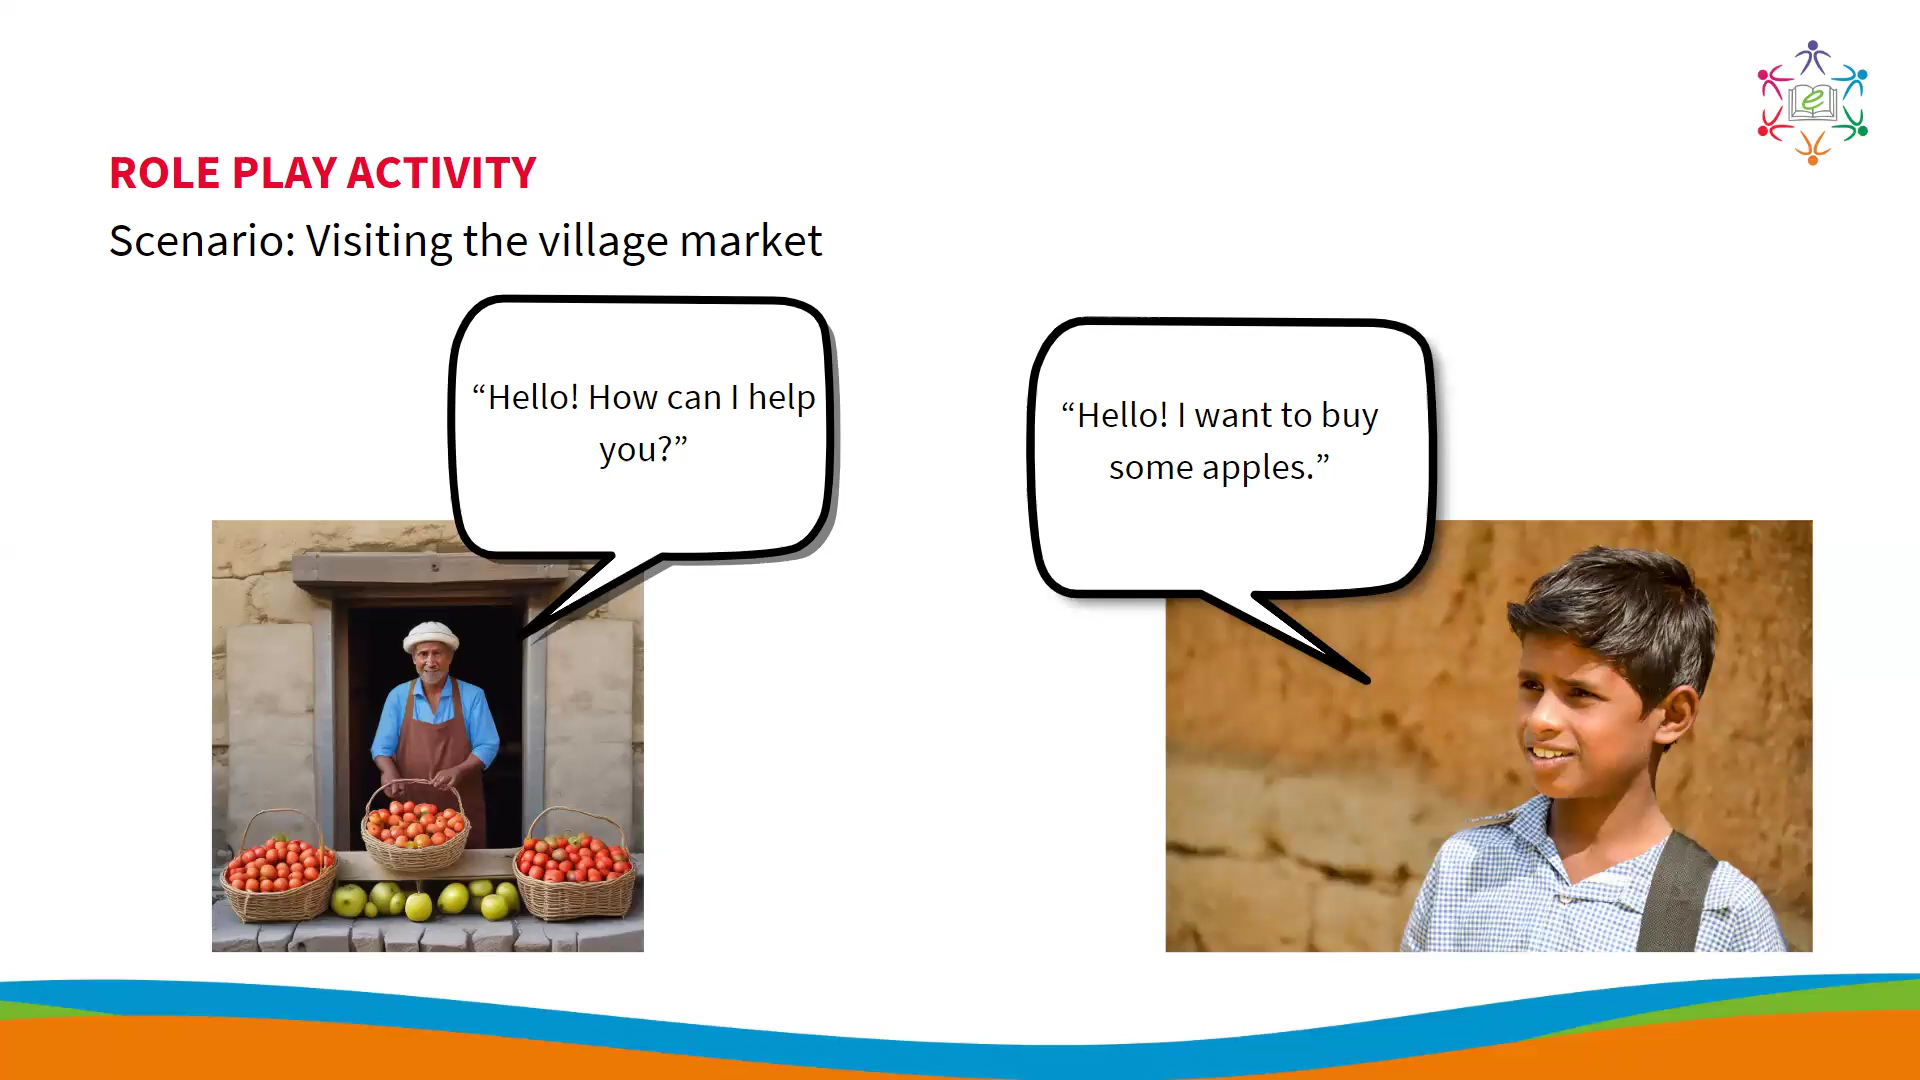 ROLE PLAY ACTIVITY
Scenario: Visiting the village market
“Hello! How can I help
you?”
“Hello! I want to buy
some apples.”
e